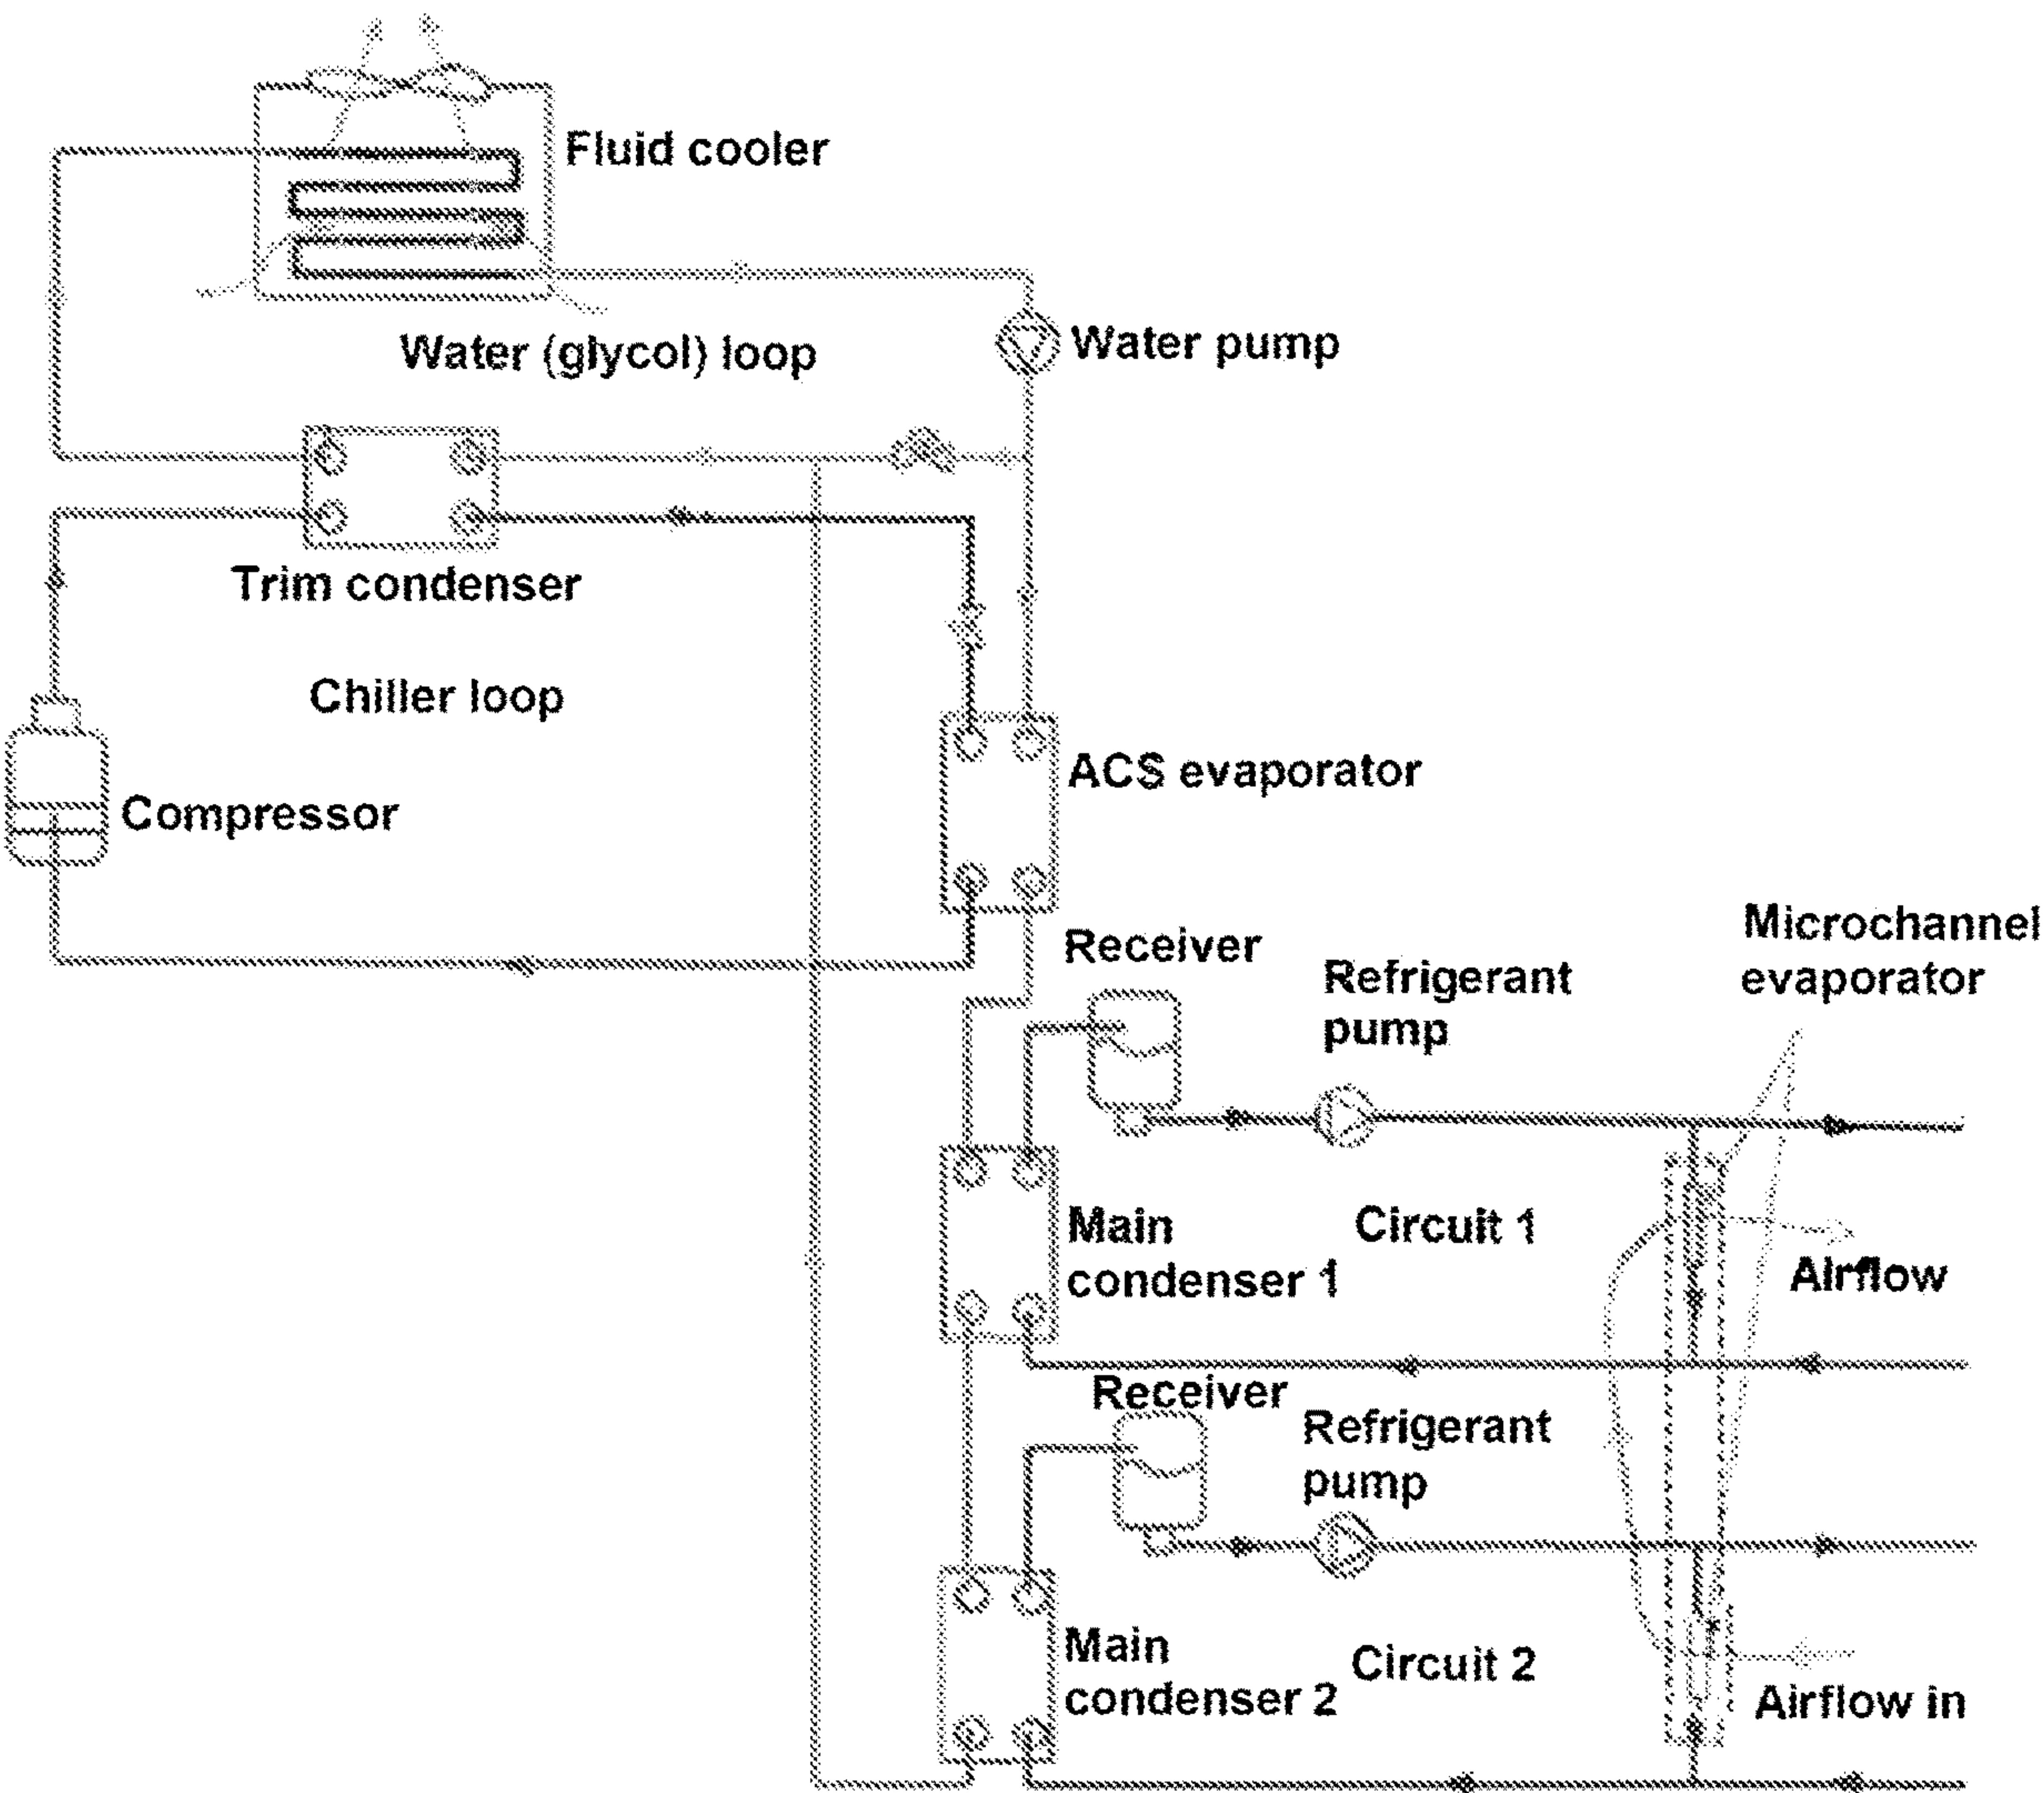 Fluid cooler
Water (glycol) loop
Water pump
Trim condenser
Chiller loop
ACS evaporator
Compressor
Receiver
Refrigerant
pump
Microchannel
evaporator
Main
condenser 1
Circuit 1
Airflow
Receiver
Refrigerant
pump
Main
condenser 2
Circuit 2
Airflow in